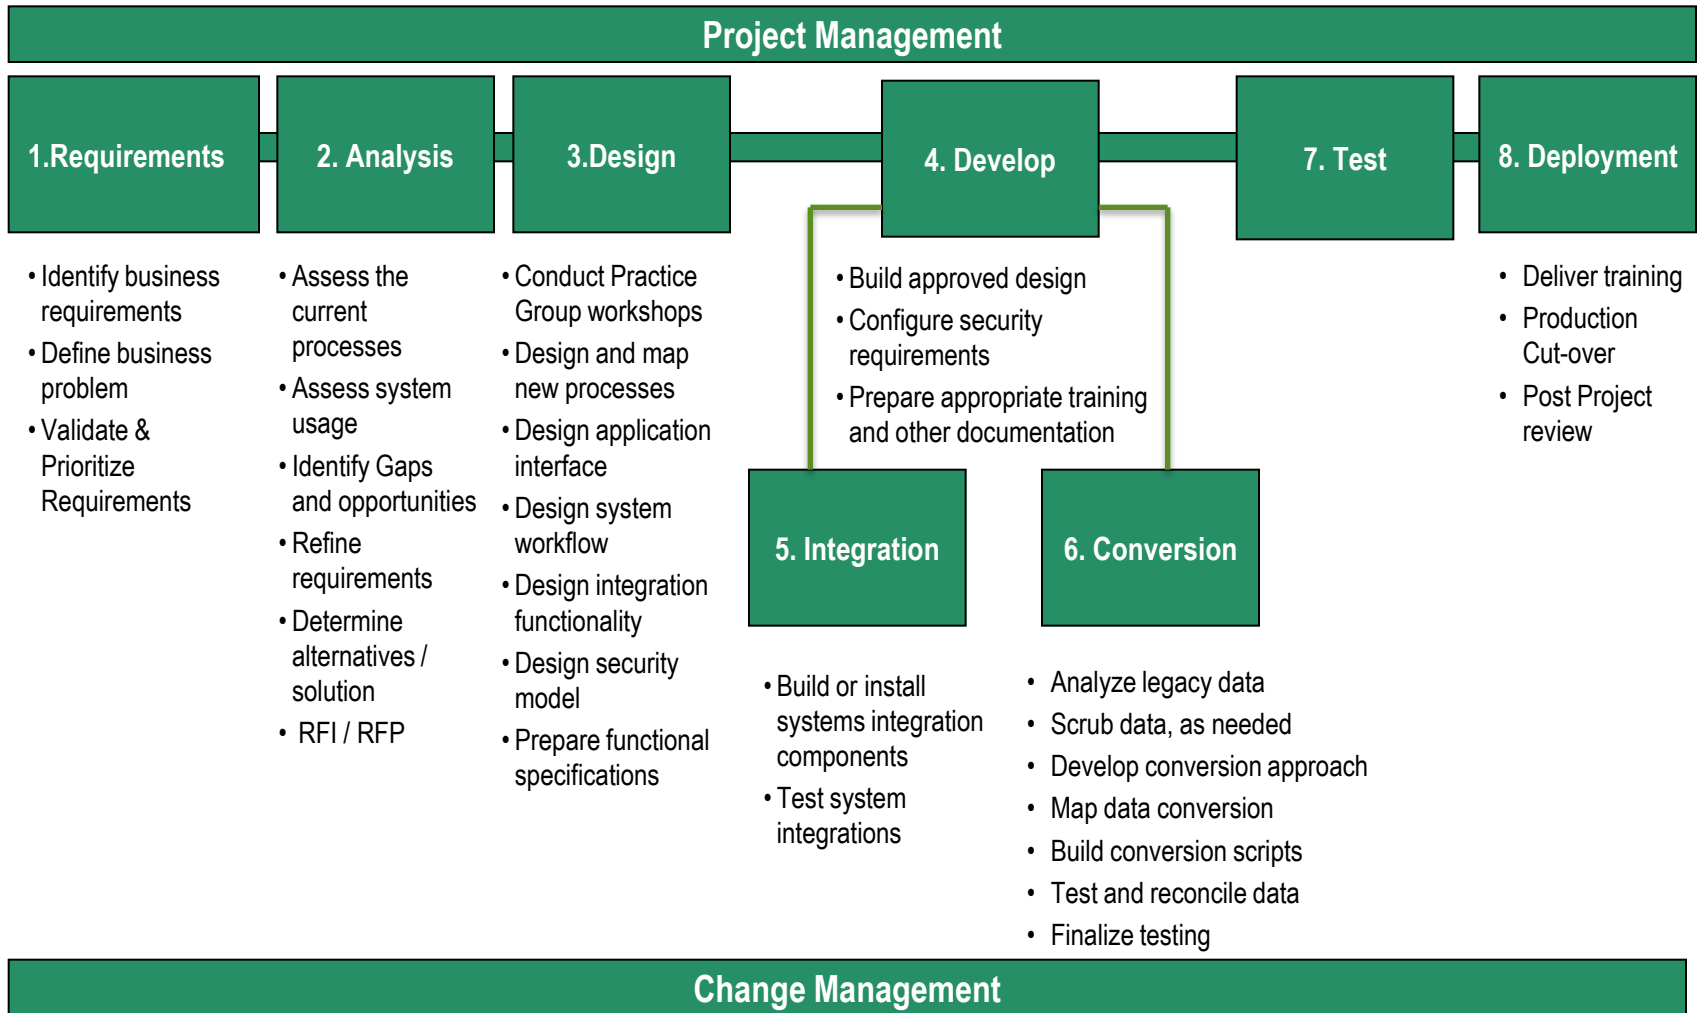 Project Management
1.Requirements
• Identify business
requirements
• Define business
problem
• Validate &
Prioritize
Requirements
2. Analysis
• Assess the
current
processes
• Assess system
usage
• Identify Gaps
and opportunities
• Refine
requirements
• Determine
alternatives /
solution
• RFI / RFP
3.Design
• Conduct Practice
Group workshops
• Design and map
new processes
• Design application
interface
• Design system
workflow
• Design integration
functionality
• Design security
model
• Prepare functional
specifications
4. Develop
• Build approved design
• Configure security
requirements
• Prepare appropriate training
and other documentation
5. Integration
• Build or install
systems integration
components
• Test system
integrations
6. Conversion
• Analyze legacy data
• Scrub data, as needed
• Develop conversion approach
• Map data conversion
• Build conversion scripts
• Test and reconcile data
• Finalize testing
7. Test
8. Deployment
• Deliver training
• Production
Cut-over
• Post Project
review
Change Management